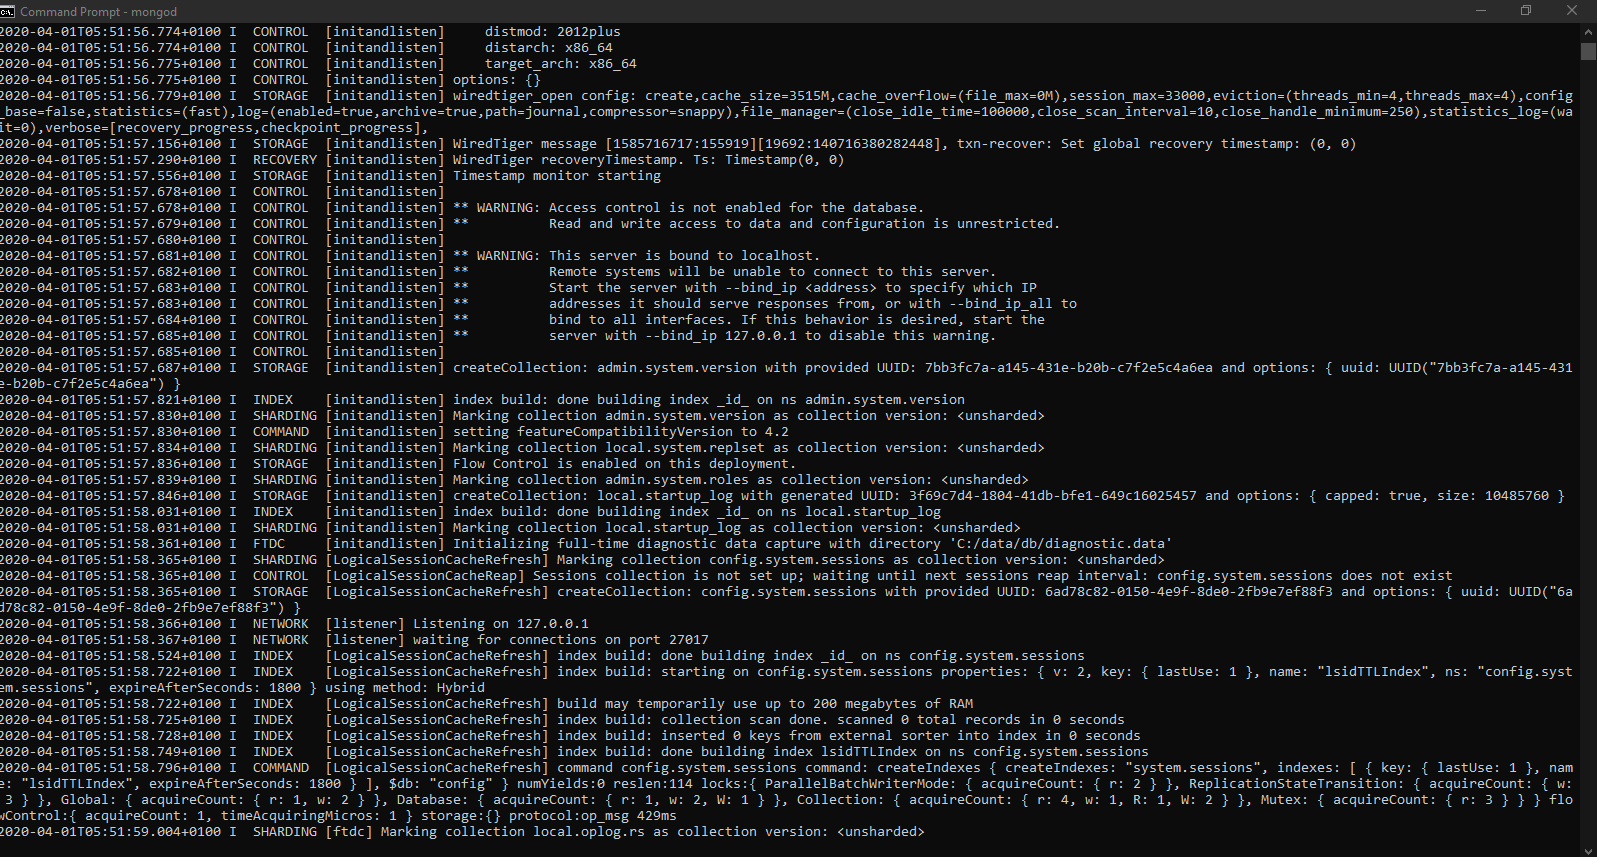 Command Prompt - mongod
2020-04-01T05:51:56.774+0100 I  CONTROL  [initandlisten]     distmod: 2012plus
2020-04-01T05:51:56.774+0100 I  CONTROL  [initandlisten]     distarch: x86_64
2020-04-01T05:51:56.775+0100 I  CONTROL  [initandlisten]     target_arch: x86_64
2020-04-01T05:51:56.775+0100 I  CONTROL  [initandlisten] options: {}
2020-04-01T05:51:56.779+0100 I  STORAGE  [initandlisten] wiredtiger_open config: create,cache_size=3515M,cache_overflow=(file_max=0M),session_max=33000,eviction=(threads_min=4,threads_max=4),config
_base=false,statistics=(fast),log=(enabled=true,archive=true,path=journal,compressor=snappy),file_manager=(close_idle_time=100000,close_scan_interval=10,close_handle_minimum=250),statistics_log=(wa
it=0),verbose=[recovery_progress,checkpoint_progress],
2020-04-01T05:51:57.156+0100 I  STORAGE  [initandlisten] WiredTiger message [1585716717:155919][19692:140716380282448], txn-recover: Set global recovery timestamp: (0, 0)
2020-04-01T05:51:57.290+0100 I  RECOVERY [initandlisten] WiredTiger recoveryTimestamp. Ts: Timestamp(0, 0)
2020-04-01T05:51:57.556+0100 I  STORAGE  [initandlisten] Timestamp monitor starting
2020-04-01T05:51:57.678+0100 I  CONTROL  [initandlisten]
2020-04-01T05:51:57.678+0100 I  CONTROL  [initandlisten] ** WARNING: Access control is not enabled for the database.
2020-04-01T05:51:57.679+0100 I  CONTROL  [initandlisten] **          Read and write access to data and configuration is unrestricted.
2020-04-01T05:51:57.680+0100 I  CONTROL  [initandlisten]
2020-04-01T05:51:57.681+0100 I  CONTROL  [initandlisten] ** WARNING: This server is bound to localhost.
2020-04-01T05:51:57.682+0100 I  CONTROL  [initandlisten] **          Remote systems will be unable to connect to this server.
2020-04-01T05:51:57.683+0100 I  CONTROL  [initandlisten] **          Start the server with --bind_ip <address> to specify which IP
2020-04-01T05:51:57.683+0100 I  CONTROL  [initandlisten] **          addresses it should serve responses from, or with --bind_ip_all to
2020-04-01T05:51:57.684+0100 I  CONTROL  [initandlisten] **          bind to all interfaces. If this behavior is desired, start the
2020-04-01T05:51:57.685+0100 I  CONTROL  [initandlisten] **          server with --bind_ip 127.0.0.1 to disable this warning.
2020-04-01T05:51:57.685+0100 I  CONTROL  [initandlisten]
2020-04-01T05:51:57.687+0100 I  STORAGE  [initandlisten] createCollection: admin.system.version with provided UUID: 7bb3fc7a-a145-431e-b20b-c7f2e5c4a6ea and options: { uuid: UUID("7bb3fc7a-a145-431
e-b20b-c7f2e5c4a6ea") }
2020-04-01T05:51:57.821+0100 I  INDEX    [initandlisten] index build: done building index _id_ on ns admin.system.version
2020-04-01T05:51:57.830+0100 I  SHARDING [initandlisten] Marking collection admin.system.version as collection version: <unsharded>
2020-04-01T05:51:57.830+0100 I  COMMAND  [initandlisten] setting featureCompatibilityVersion to 4.2
2020-04-01T05:51:57.834+0100 I  SHARDING [initandlisten] Marking collection local.system.replset as collection version: <unsharded>
2020-04-01T05:51:57.836+0100 I  STORAGE  [initandlisten] Flow Control is enabled on this deployment.
2020-04-01T05:51:57.839+0100 I  SHARDING [initandlisten] Marking collection admin.system.roles as collection version: <unsharded>
2020-04-01T05:51:57.846+0100 I  STORAGE  [initandlisten] createCollection: local.startup_log with generated UUID: 3f69c7d4-1804-41db-bfe1-649c16025457 and options: { capped: true, size: 10485760 }
2020-04-01T05:51:58.031+0100 I  INDEX    [initandlisten] index build: done building index _id_ on ns local.startup_log
2020-04-01T05:51:58.031+0100 I  SHARDING [initandlisten] Marking collection local.startup_log as collection version: <unsharded>
2020-04-01T05:51:58.361+0100 I  FTDC     [initandlisten] Initializing full-time diagnostic data capture with directory 'C:/data/db/diagnostic.data'
2020-04-01T05:51:58.365+0100 I  SHARDING [LogicalSessionCacheRefresh] Marking collection config.system.sessions as collection version: <unsharded>
2020-04-01T05:51:58.365+0100 I  CONTROL  [LogicalSessionCacheReap] Sessions collection is not set up; waiting until next sessions reap interval: config.system.sessions does not exist
2020-04-01T05:51:58.365+0100 I  STORAGE  [LogicalSessionCacheRefresh] createCollection: config.system.sessions with provided UUID: 6ad78c82-0150-4e9f-8de0-2fb9e7ef88f3 and options: { uuid: UUID("6a
d78c82-0150-4e9f-8de0-2fb9e7ef88f3") }
2020-04-01T05:51:58.366+0100 I  NETWORK  [listener] Listening on 127.0.0.1
2020-04-01T05:51:58.367+0100 I  NETWORK  [listener] waiting for connections on port 27017
2020-04-01T05:51:58.524+0100 I  INDEX    [LogicalSessionCacheRefresh] index build: done building index _id_ on ns config.system.sessions
2020-04-01T05:51:58.722+0100 I  INDEX    [LogicalSessionCacheRefresh] index build: starting on config.system.sessions properties: { v: 2, key: { lastUse: 1 }, name: "lsidTTLIndex", ns: "config.syst
em.sessions", expireAfterSeconds: 1800 } using method: Hybrid
2020-04-01T05:51:58.722+0100 I  INDEX    [LogicalSessionCacheRefresh] build may temporarily use up to 200 megabytes of RAM
2020-04-01T05:51:58.725+0100 I  INDEX    [LogicalSessionCacheRefresh] index build: collection scan done. scanned 0 total records in 0 seconds
2020-04-01T05:51:58.728+0100 I  INDEX    [LogicalSessionCacheRefresh] index build: inserted 0 keys from external sorter into index in 0 seconds
2020-04-01T05:51:58.749+0100 I  INDEX    [LogicalSessionCacheRefresh] index build: done building index lsidTTLIndex on ns config.system.sessions
2020-04-01T05:51:58.796+0100 I  COMMAND  [LogicalSessionCacheRefresh] command config.system.sessions command: createIndexes { createIndexes: "system.sessions", indexes: [ { key: { lastUse: 1 }, nam
e: "lsidTTLIndex", expireAfterSeconds: 1800 } ], $db: "config" } numYields:0 reslen:114 locks:{ ParallelBatchWriterMode: { acquireCount: { r: 2 } }, ReplicationStateTransition: { acquireCount: { w:
 3 } }, Global: { acquireCount: { r: 1, w: 2 } }, Database: { acquireCount: { r: 1, w: 2, W: 1 } }, Collection: { acquireCount: { r: 4, w: 1, R: 1, W: 2 } }, Mutex: { acquireCount: { r: 3 } } } flo
wControl:{ acquireCount: 1, timeAcquiringMicros: 1 } storage:{} protocol:op_msg 429ms
2020-04-01T05:51:59.004+0100 I  SHARDING [ftdc] Marking collection local.oplog.rs as collection version: <unsharded>